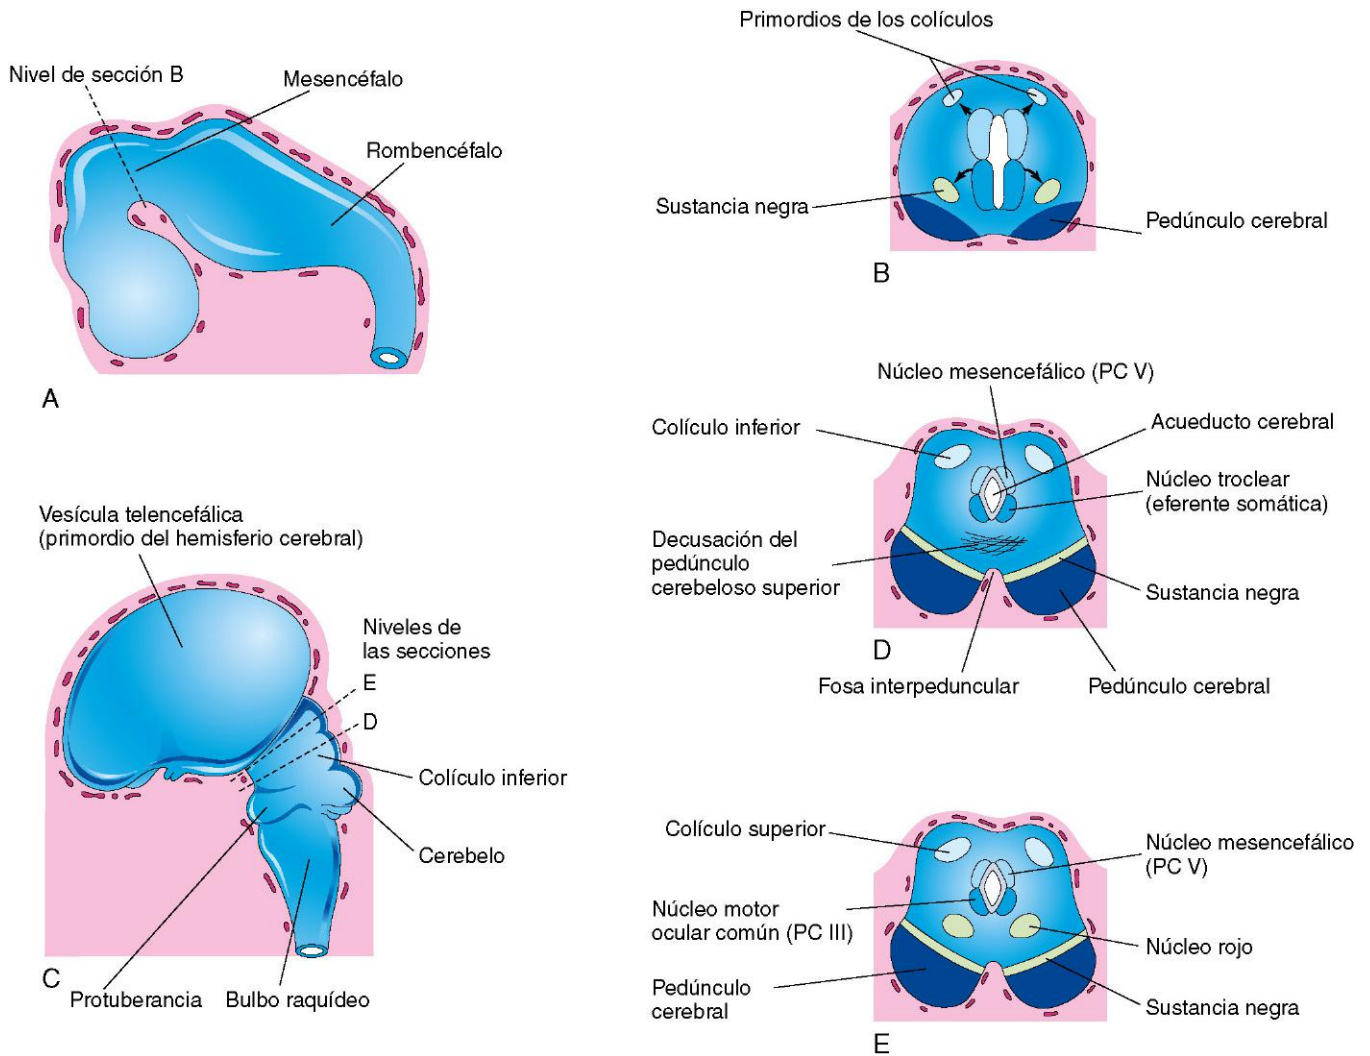 Nivel de sección B
Mesencéfalo
Rombencéfalo
A
Primordios de los colículos
Sustancia negra
Pedúnculo cerebral
B
Vesícula telencefálica
(primordio del hemisferio cerebral)
Niveles de
las secciones
E
D
Colículo inferior
Cerebelo
C
Protuberancia
Bulbo raquídeo
Núcleo mesencefálico (PC V)
Colículo inferior
Acueducto cerebral
Núcleo troclear
(eferente somática)
Decusación del
pedúnculo
cerebeloso superior
Sustancia negra
D
Fosa interpeduncular
Pedúnculo cerebral
Colículo superior
Núcleo mesencefálico
(PC V)
Núcleo motor
ocular común (PC III)
Núcleo rojo
Pedúnculo
cerebral
Sustancia negra
E